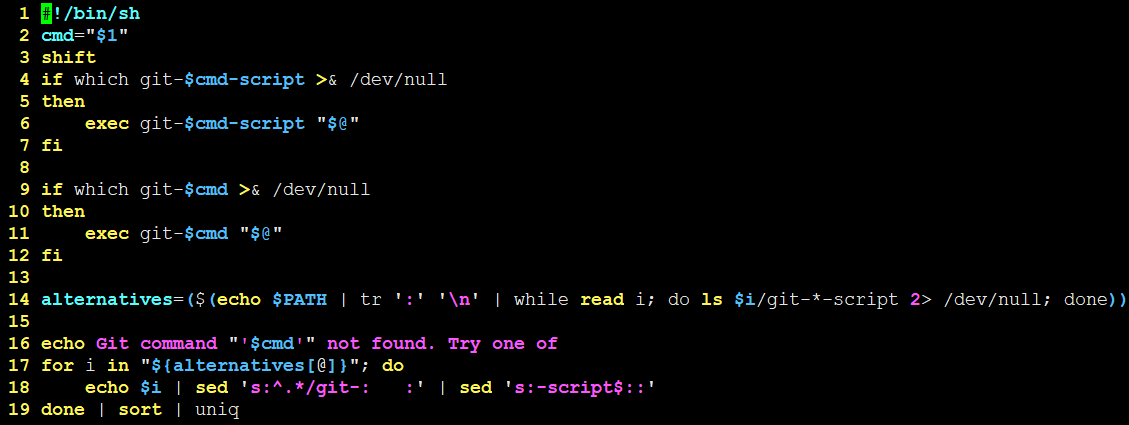 1 #!/bin/sh
2 cmd="$1"
3 shift
4 if which git-$cmd-script >& /dev/null
5 then
6     exec git-$cmd-script "$@"
7 fi
8
9 if which git-$cmd >& /dev/null
10 then
11     exec git-$cmd "$@"
12 fi
13
14 alternatives=($(echo $PATH | tr ':' '\n' | while read i; do ls $i/git-*-script 2> /dev/null; done))
15
16 echo Git command "'$cmd'" not found. Try one of
17 for i in "${alternatives[@]}"; do
18     echo $i | sed 's:^.*/git-:   :' | sed 's:-script$::'
19 done | sort | uniq